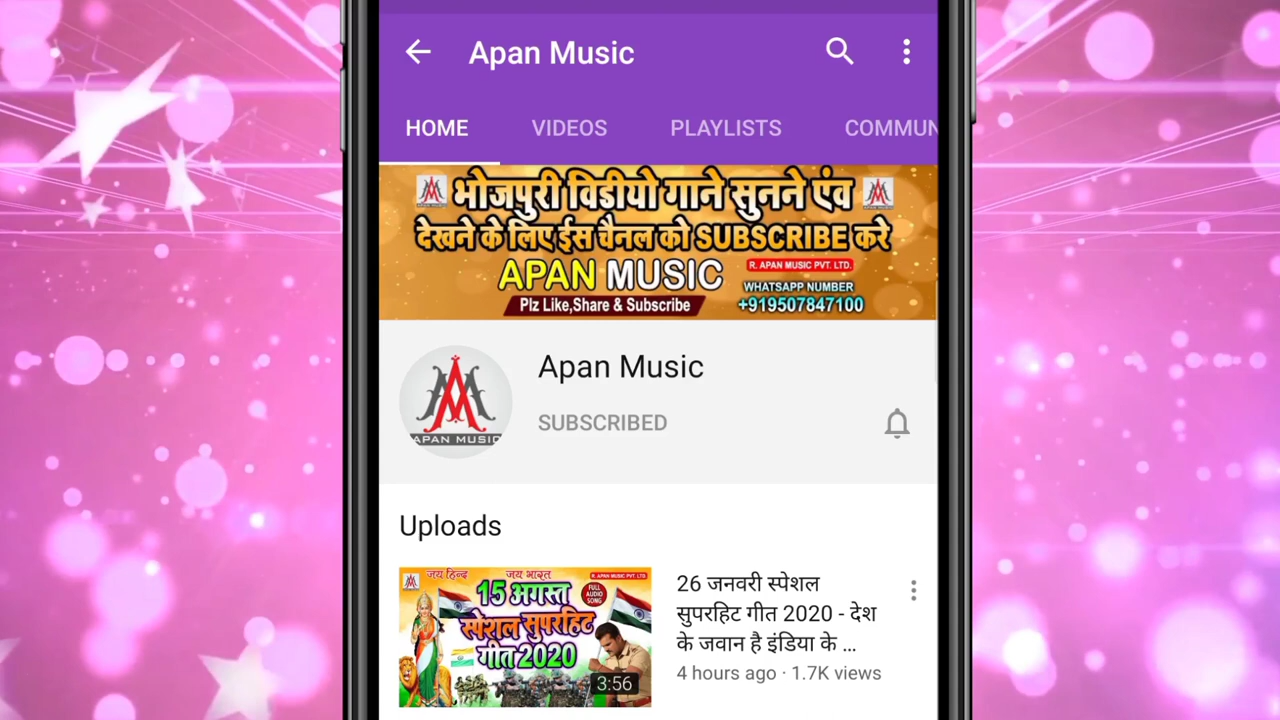 Apan Music
HOME VIDEOS PLAYLISTS COMMUN
भोजपुरी विडीयो गाने सुनने एंव
देखने के लिए ईस चैनल को SUBSCRIBE करे
APAN MUSIC
R. APAN MUSIC PVT. LTD.
WHATSAPP NUMBER
+919507847100
Plz Like,Share & Subscribe
Apan Music
SUBSCRIBED
APAN MUSIC
Uploads
जय हिन्द जय भारत
R. APAN MUSIC PVT. LTD
15 अगस्त
FULL
AUDIO
SONG
स्पेशल सुपरहिट
गीत 2020
3:56
26 जनवरी स्पेशल
सुपरहिट गीत 2020 - देश
के जवान है इंडिया के ...
4 hours ago · 1.7K views